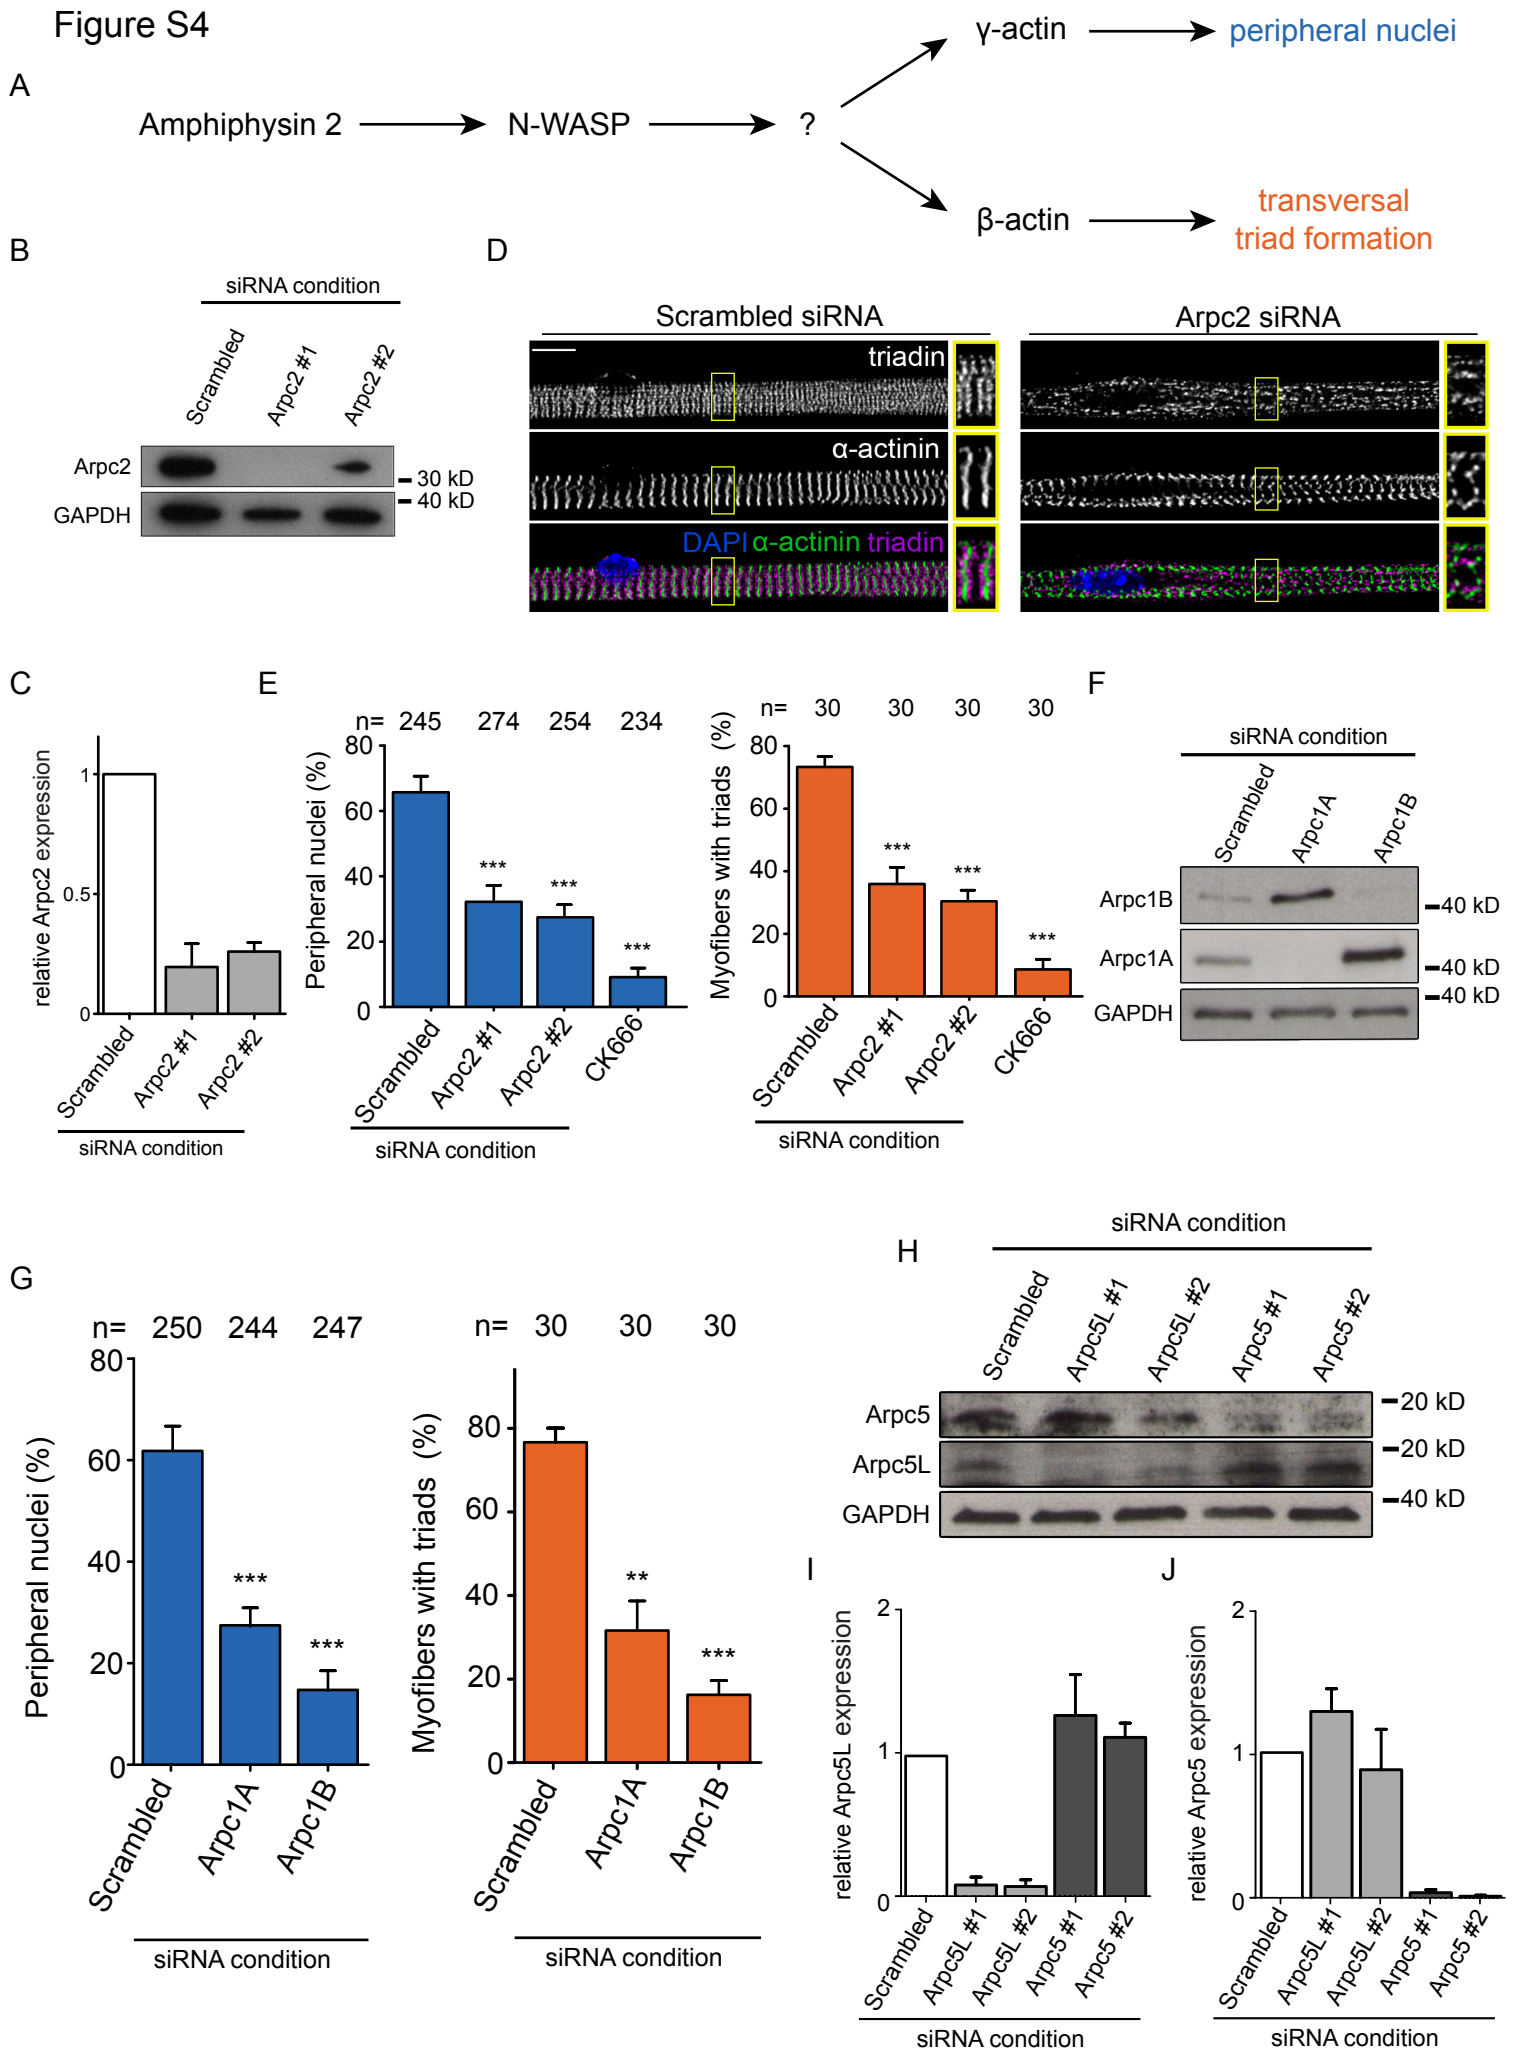 Figure S4
A
Amphiphysin 2
N-WASP
?
γ-actin
peripheral nuclei
β-actin
transversal
triad formation
B
siRNA condition
Scrambled
Arpc2 #1
Arpc2 #2
Arpc2
30 kD
40 kD
GAPDH
D
Scrambled siRNA
Arpc2 siRNA
triadin
α-actinin
DAPI α-actinin triadin
C
relative Arpc2 expression
1
0.5
0
Scrambled
Arpc2 #1
Arpc2 #2
siRNA condition
E
n= 245 274 254 234
Peripheral nuclei (%)
80
60
40
20
0
***
***
***
Scrambled
Arpc2 #1
Arpc2 #2
CK666
siRNA condition
n= 30 30 30 30
Myofibers with triads (%)
80
60
40
20
0
***
***
***
Scrambled
Arpc2 #1
Arpc2 #2
CK666
siRNA condition
F
siRNA condition
Scrambled
Arpc1A
Arpc1B
Arpc1B
40 kD
Arpc1A
40 kD
40 kD
GAPDH
G
n= 250 244 247
Peripheral nuclei (%)
80
60
40
20
0
***
***
Scrambled
Arpc1A
Arpc1B
siRNA condition
n= 30 30 30
Myofibers with triads (%)
80
60
40
20
0
**
***
Scrambled
Arpc1A
Arpc1B
siRNA condition
H
siRNA condition
Scrambled
Arpc5L #1
Arpc5L #2
Arpc5 #1
Arpc5 #2
Arpc5
20 kD
Arpc5L
20 kD
GAPDH
40 kD
I
relative Arpc5L expression
2
1
0
Scrambled
Arpc5L #1
Arpc5L #2
Arpc5 #1
Arpc5 #2
siRNA condition
J
relative Arpc5 expression
2
1
0
Scrambled
Arpc5L #1
Arpc5L #2
Arpc5 #1
Arpc5 #2
siRNA condition